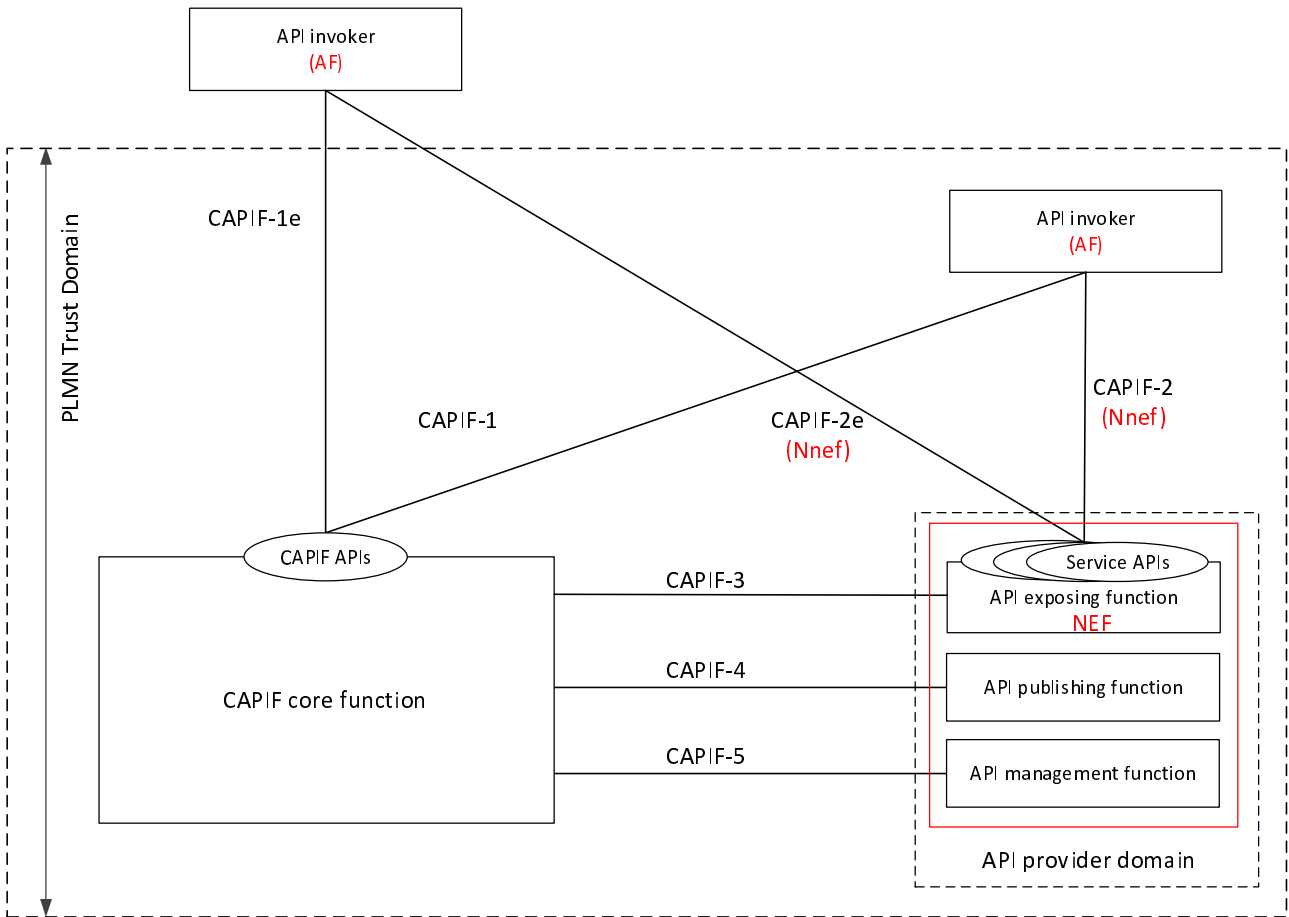 API invoker
(AF)
PLMN Trust Domain
CAPIF-1e
API invoker
(AF)
CAPIF-1
CAPIF-2e
(Nnef)
CAPIF-2
(Nnef)
CAPIF APIs
CAPIF core function
CAPIF-3
CAPIF-4
CAPIF-5
Service APIs
API exposing function
NEF
API publishing function
API management function
API provider domain